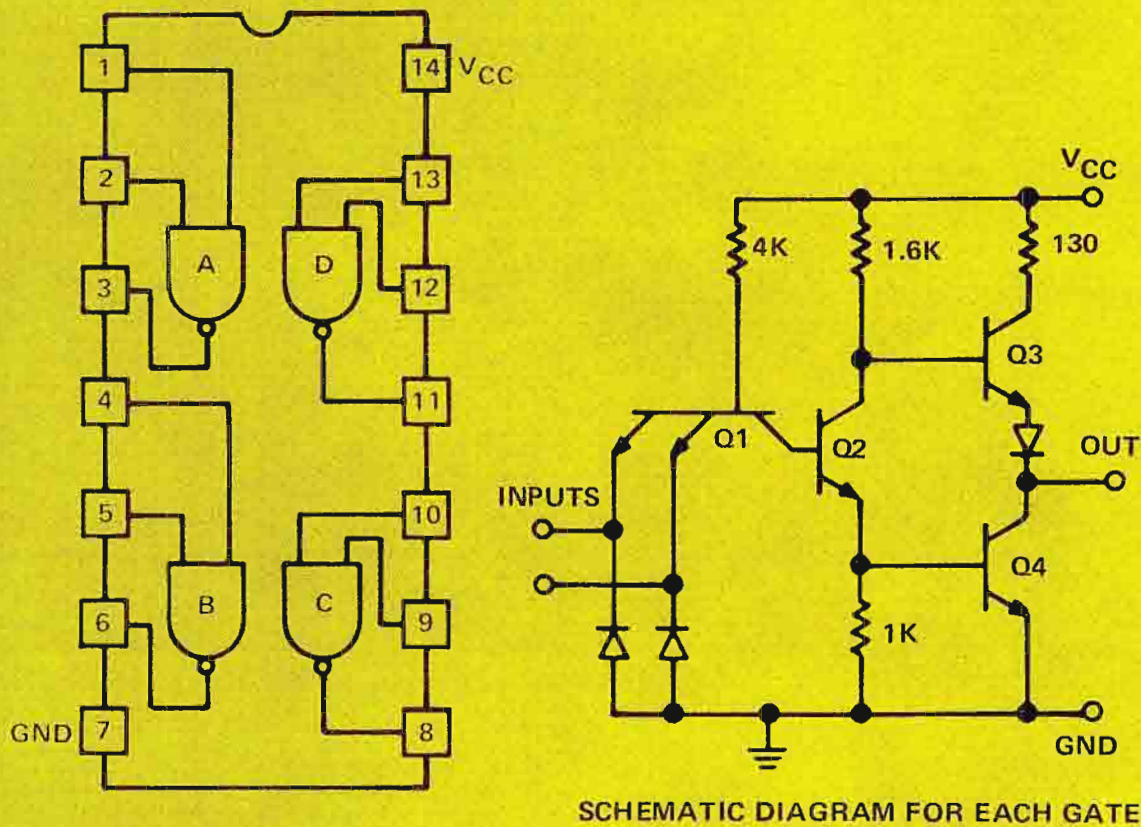 1
14 VCC
2
13
A
D
3
12
4
11
5
10
B
C
6
9
GND 7
8
VCC
4K
1.6K
130
Q3
Q1
Q2
OUT
INPUTS
Q4
1K
GND
SCHEMATIC DIAGRAM FOR EACH GATE